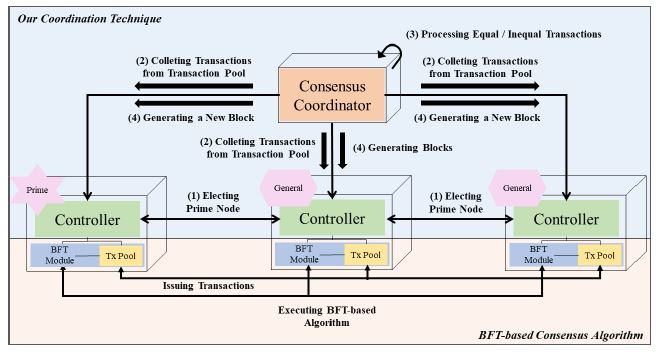 Our Coordination Technique
(3) Processing Equal / Inequal Transactions
(2) Colleting Transactions
from Transaction Pool
(2) Colleting Transactions
from Transaction Pool
Consensus
Coordinator
(4) Generating a New Block
(4) Generating a New Block
(2) Colleting Transactions
from Transaction Pool
(4) Generating Blocks
Prime
General
General
(1) Electing
Prime Node
(1) Electing
Prime Node
Controller
Controller
Controller
BFT
Module
Tx Pool
BFT
Module
Tx Pool
BFT
Module
Tx Pool
Issuing Transactions
Executing BFT-based
Algorithm
BFT-based Consensus Algorithm